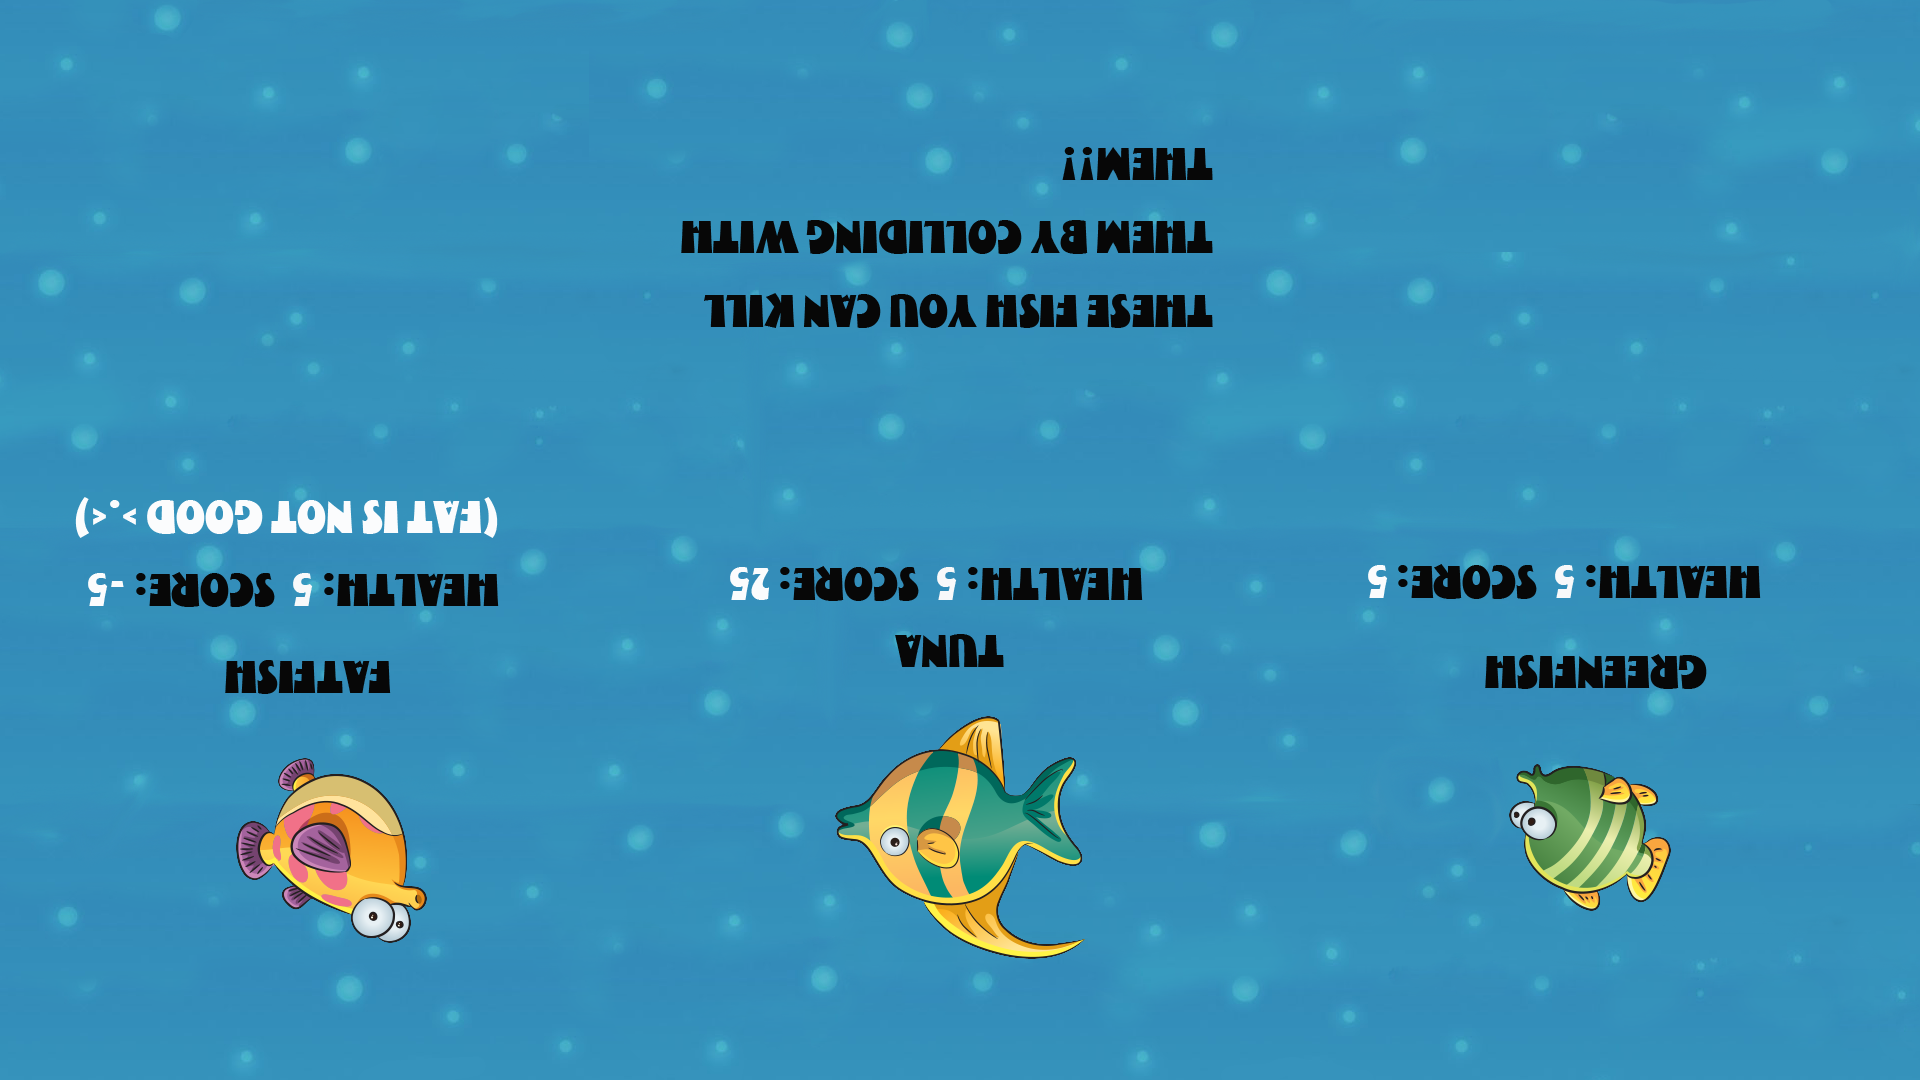 GREENFISH
HEALTH: 5 SCORE: 5
TUNA
HEALTH: 5 SCORE: 25
FATFISH
HEALTH: 5 SCORE: -5
(FAT IS NOT GOOD >.<)
THESE FISH YOU CAN KILL
THEM BY COLLIDING WITH
THEM!!